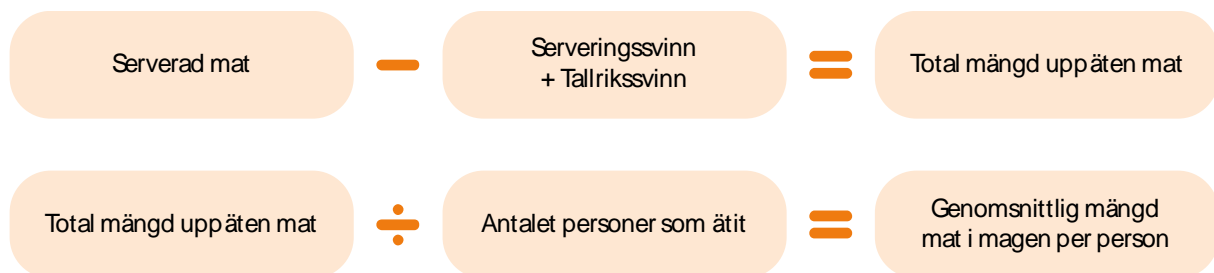 Serverad mat
Serveringssvinn
+ Tallrikssvinn
Total mängd uppäten mat
Total mängd uppäten mat
Antalet personer som ätit
Genomsnittlig mängd
mat i magen per person